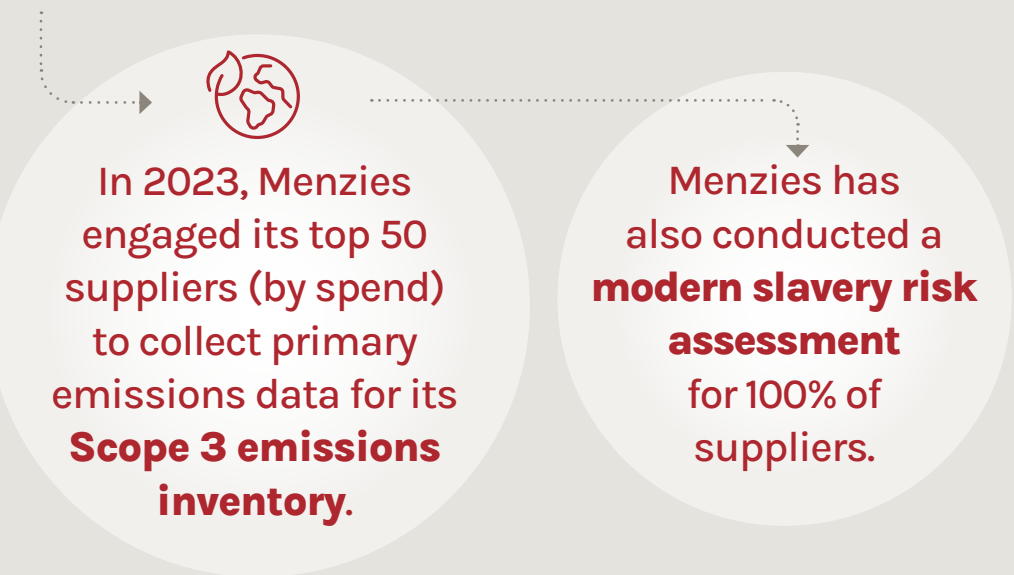 In 2023, Menzies
engaged its top 50
suppliers (by spend)
to collect primary
emissions data for its
Scope 3 emissions
inventory.
Menzies has
also conducted a
modern slavery risk
assessment
for 100% of
suppliers.